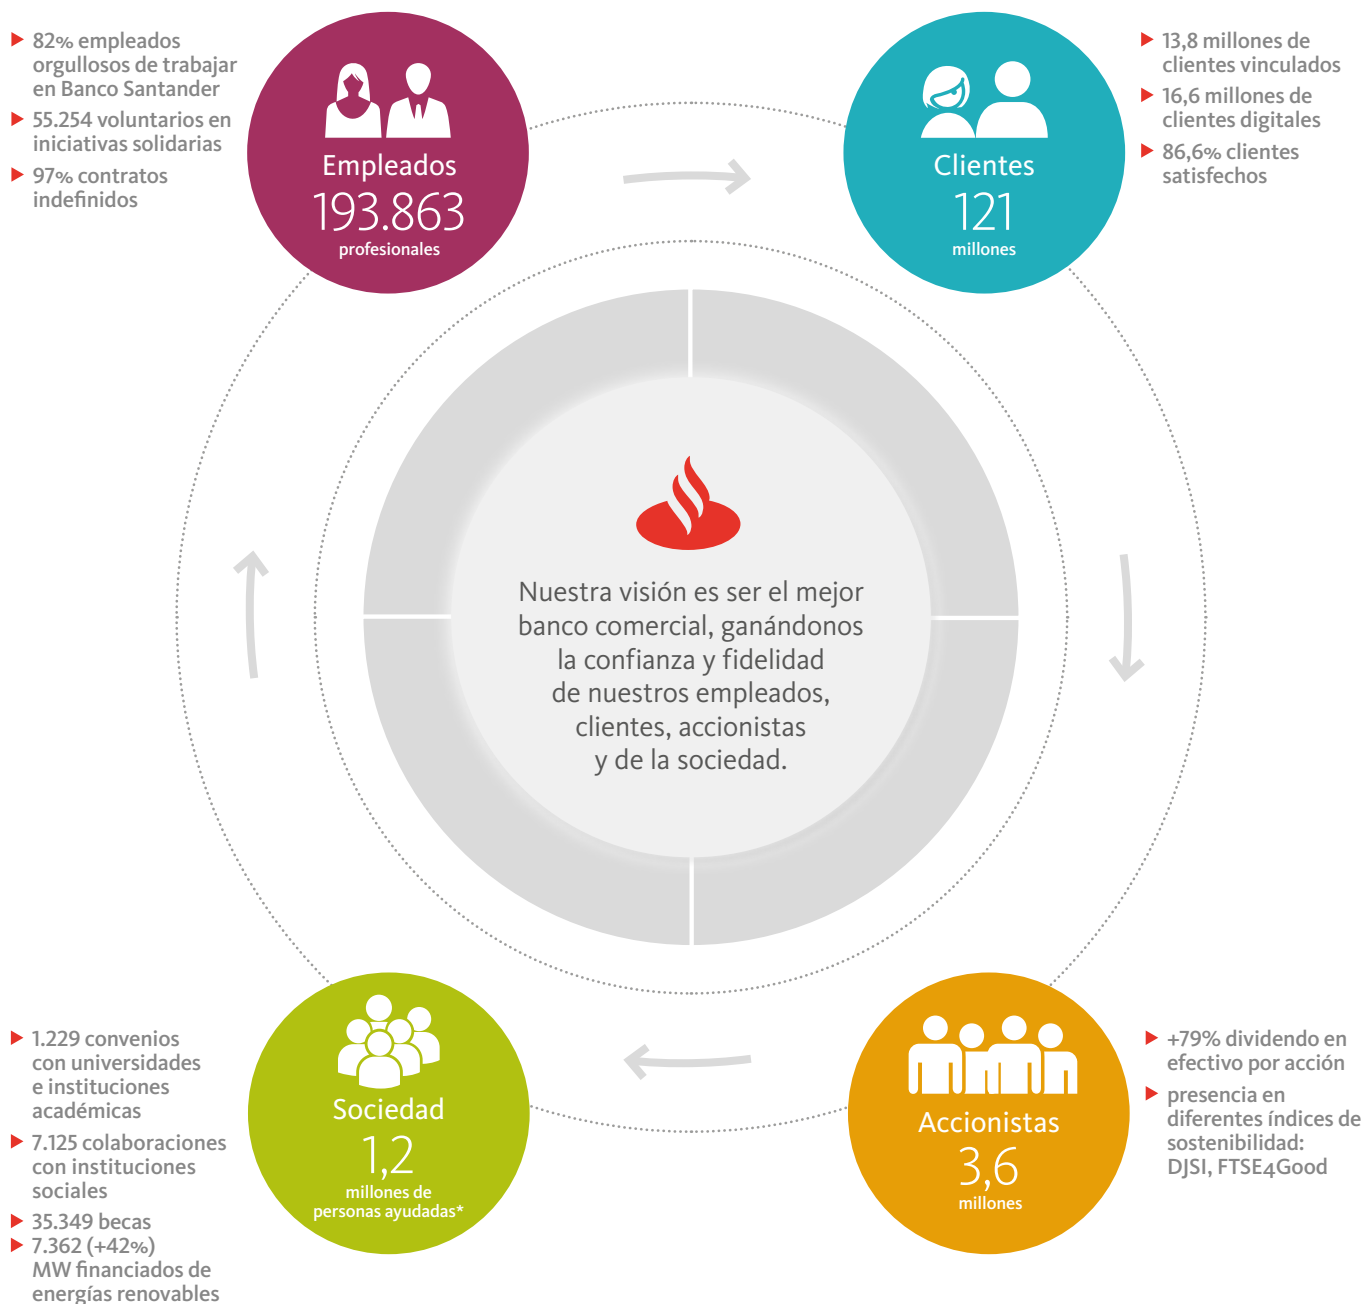 82% empleados
orgullosos de trabajar
en Banco Santander
55.254 voluntarios en
iniciativas solidarias
97% contratos
indefinidos
Empleados
193.863
profesionales
Clientes
121
millones
13,8 millones de
clientes vinculados
16,6 millones de
clientes digitales
86,6% clientes
satisfechos
Nuestra visión es ser el mejor
banco comercial, ganándonos
la confianza y fidelidad
de nuestros empleados,
clientes, accionistas
y de la sociedad.
1.229 convenios
con universidades
e instituciones
académicas
7.125 colaboraciones
con instituciones
sociales
35.349 becas
7.362 (+42%)
MW financiados de
energías renovables
Sociedad
1,2
millones de
personas ayudadas*
Accionistas
3,6
millones
+79% dividendo en
efectivo por acción
presencia en
diferentes índices de
sostenibilidad:
DJSI, FTSE4Good